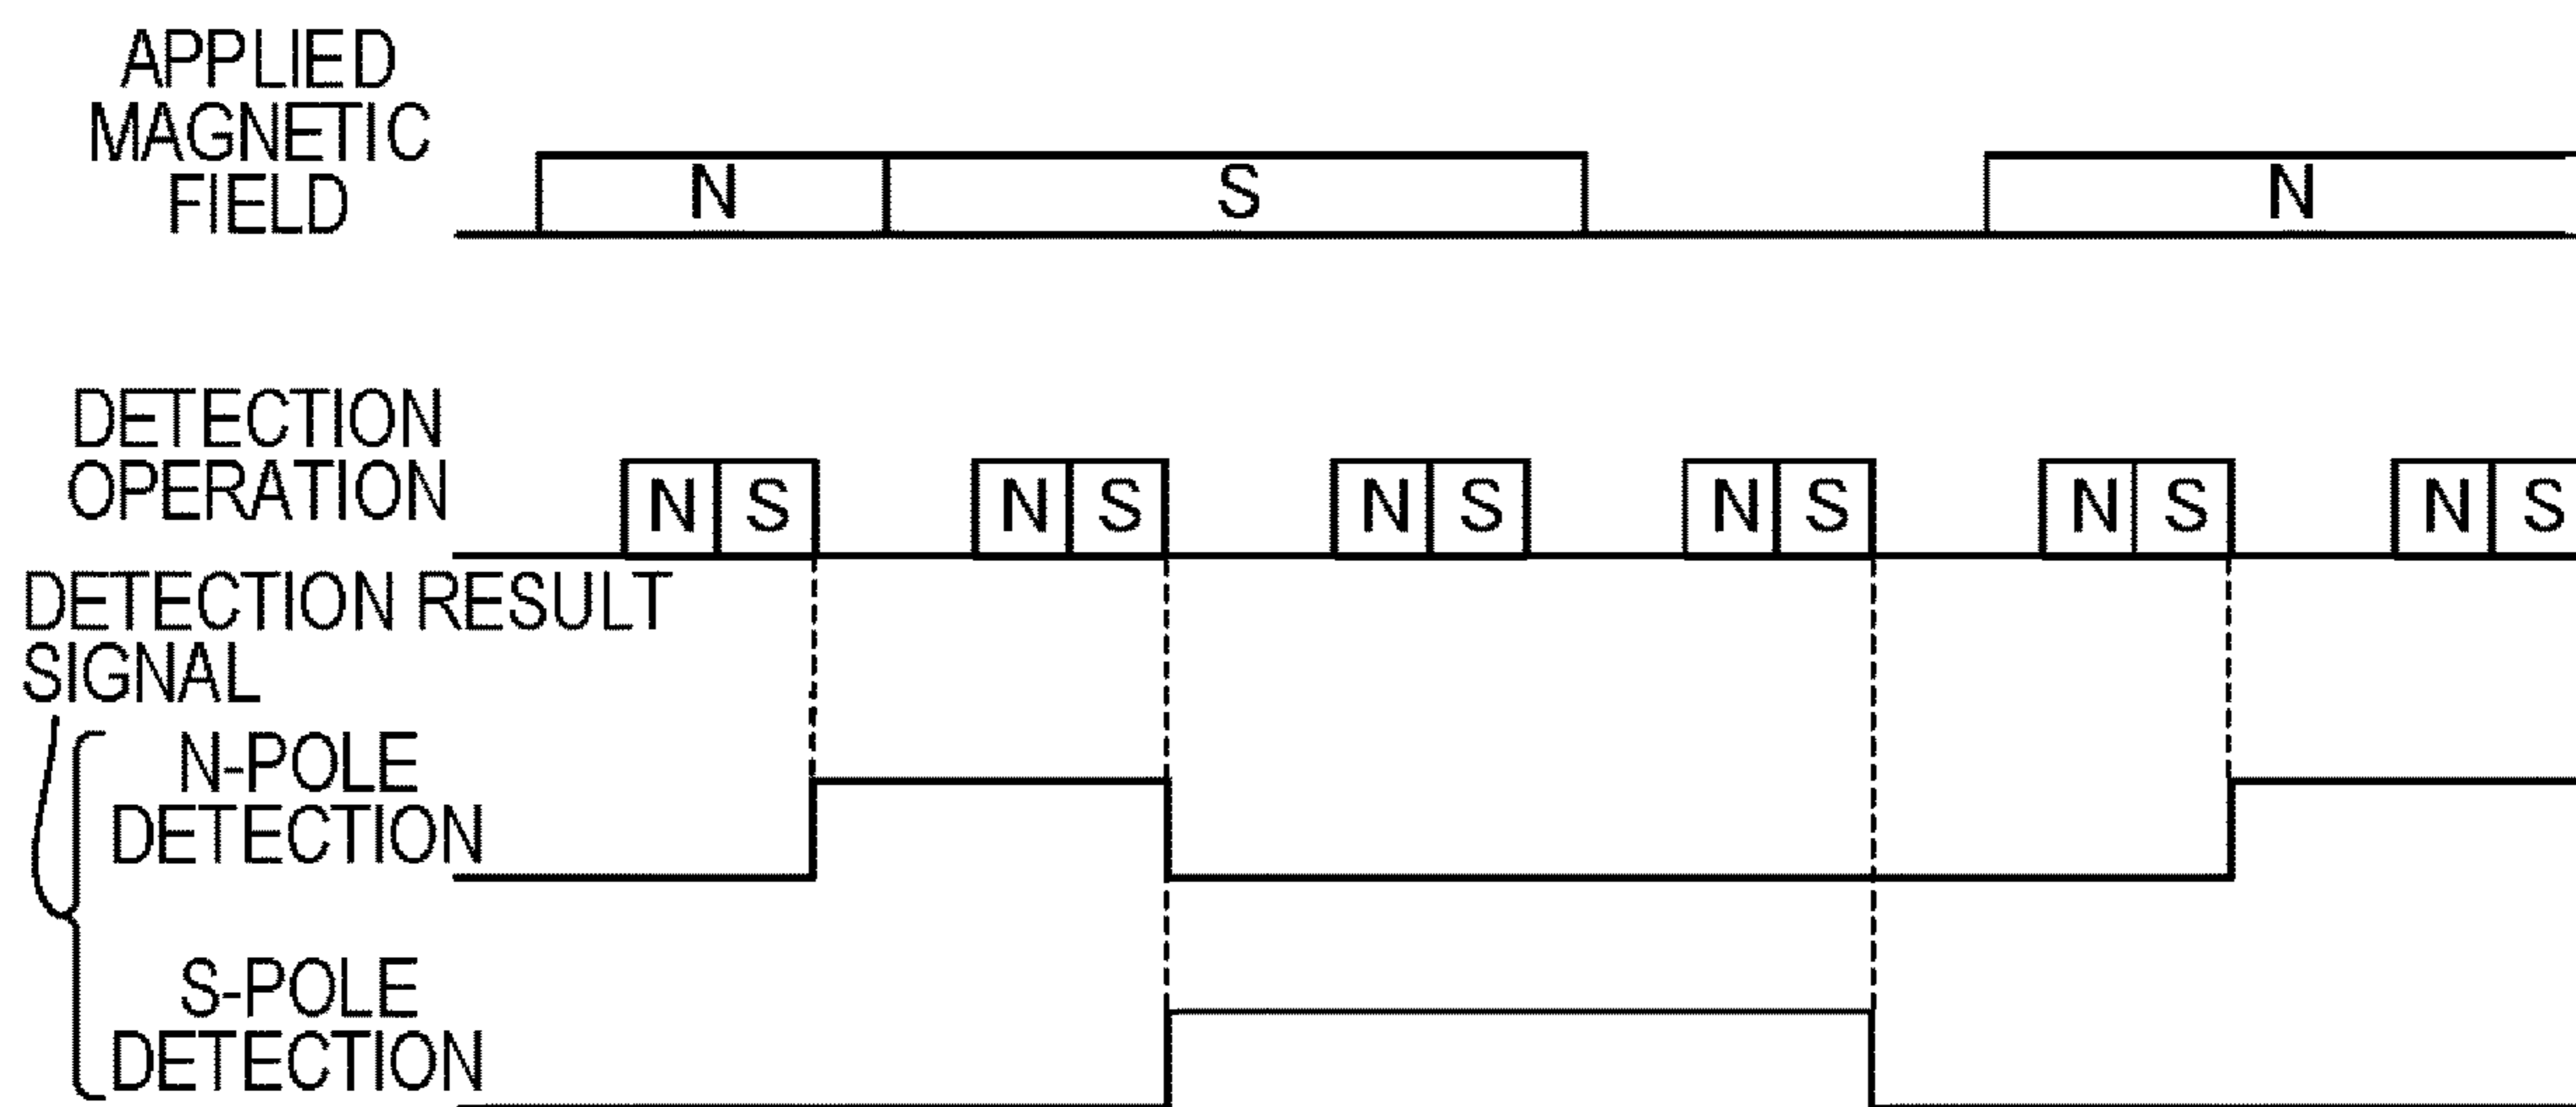 APPLIED
MAGNETIC
FIELD
N S N
DETECTION
OPERATION
N S N S N S N S N S N S
DETECTION RESULT
SIGNAL
N-POLE
DETECTION
S-POLE
DETECTION